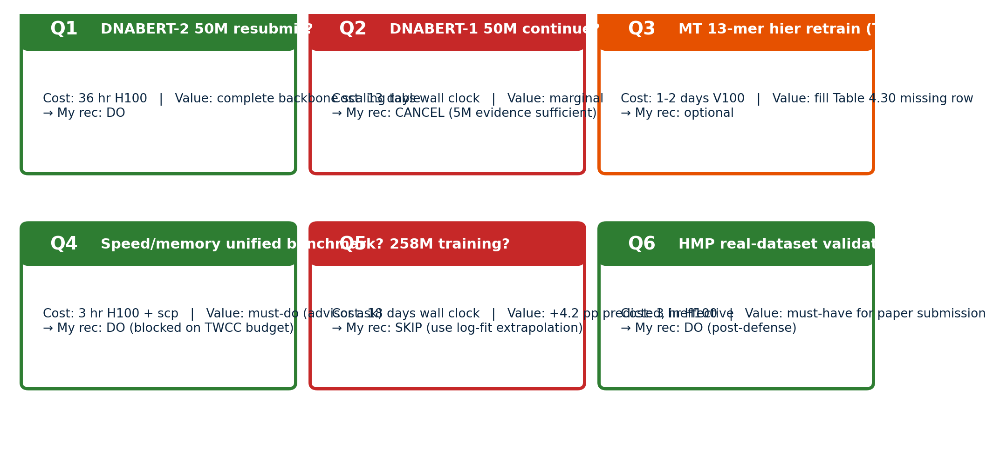 Q1 DNABERT-2 50M resubmit?
Cost: 36 hr H100 | Value: complete backbone scaling table
→ My rec: DO
Q2 DNABERT-1 50M continue?
Cost: 13 days wall clock | Value: marginal
→ My rec: CANCEL (5M evidence sufficient)
Q3 MT 13-mer hier retrain (
Cost: 1-2 days V100 | Value: fill Table 4.30 missing row
→ My rec: optional
Q4 Speed/memory unified benchmark?
Cost: 3 hr H100 + scp | Value: must-do (advisor ask)
→ My rec: DO (blocked on TWCC budget)
Q5 258M training?
Cost: 18 days wall clock | Value: +4.2 pp predicted, ineffective
→ My rec: SKIP (use log-fit extrapolation)
Q6 HMP real-dataset validat
Cost: 3 hr H100 | Value: must-have for paper submission
→ My rec: DO (post-defense)